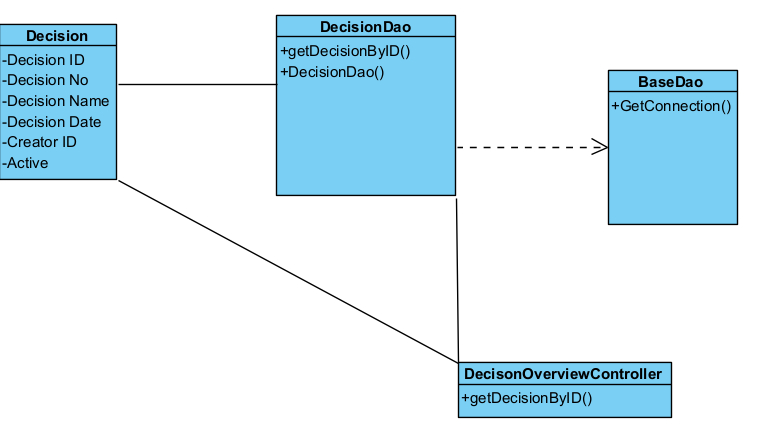 Decision
-Decision ID
-Decision No
-Decision Name
-Decision Date
-Creator ID
-Active
DecisionDao
+getDecisionByID()
+DecisionDao()
BaseDao
+GetConnection()
DecisonOverviewController
+getDecisionByID()